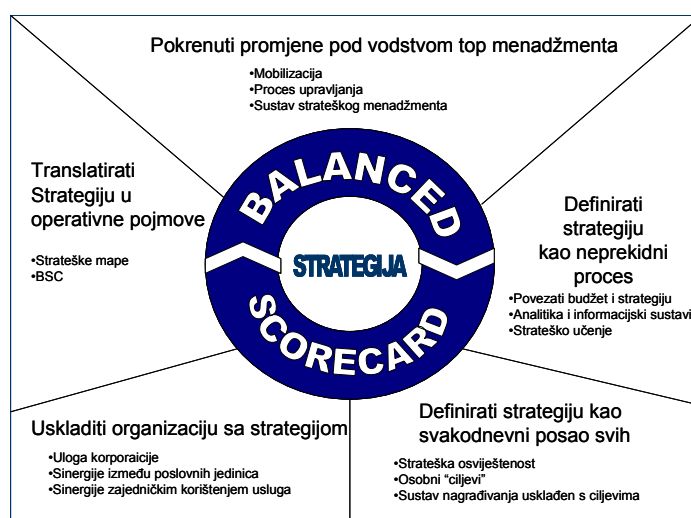 Pokrenuti promjene pod vodstvom top menadžmenta
•Mobilizacija
•Proces upravljanja
•Sustav strateškog menadžmenta
Translatirati
Strategiju u
operativne pojmove
•Strateške mape
•BSC
BALANCED
STRATEGIJA
SCORECARD
Definirati
strategiju
kao neprekidni
proces
•Povezati budžet i strategiju
•Analitika i informacijski sustavi
•Strateško učenje
Uskladiti organizaciju sa strategijom
•Uloga korporaicije
•Sinergije između poslovnih jedinica
•Sinergije zajedničkim korištenjem usluga
Definirati strategiju kao
svakodnevni posao svih
•Strateška osviještenost
•Osobni “ciljevi”
•Sustav nagrađivanja usklađen s ciljevima